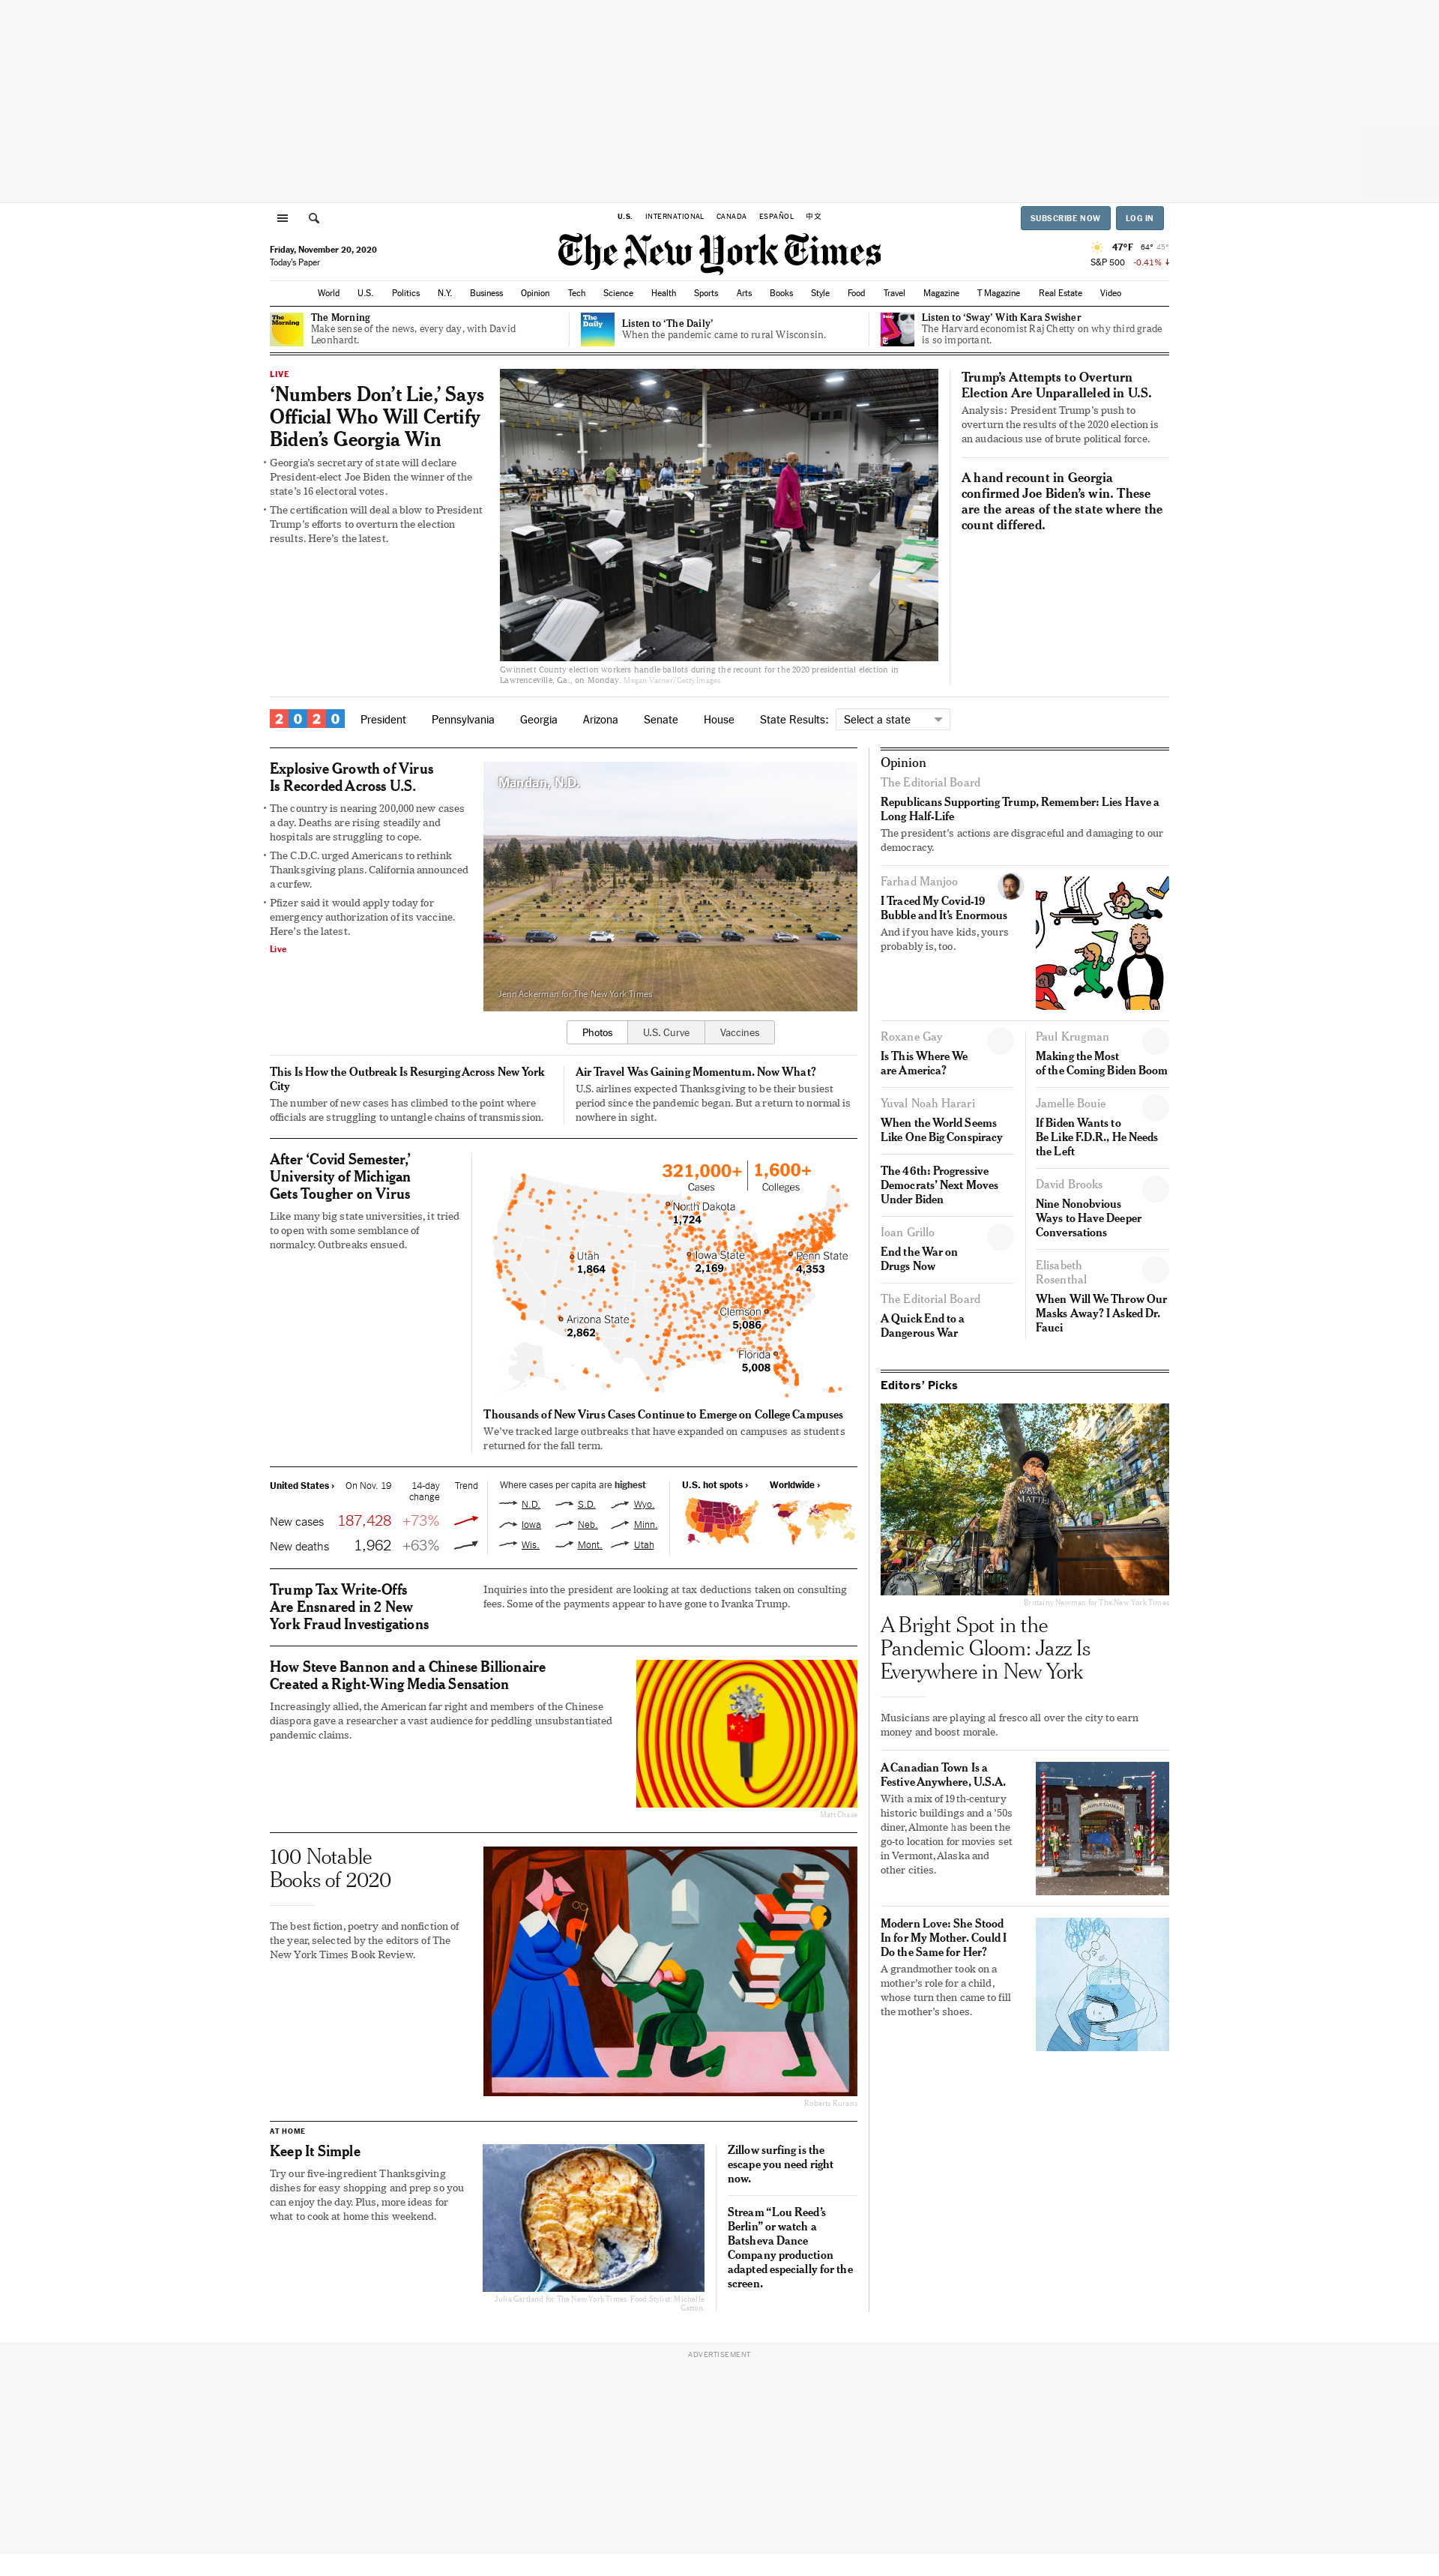 U.S.
INTERNATIONAL
CANADA
ESPAÑOL
中文
SUBSCRIBE NOW
LOG IN
Friday, November 20, 2020
Today's Paper
The New York Times
47°F 64° 45°
S&P 500 -0.41%
World U.S. Politics N.Y. Business Opinion Tech Science Health Sports Arts Books Style Food Travel Magazine T Magazine Real Estate Video
The Morning
The Morning
Make sense of the news, every day, with David
Leonhardt.
The Daily
Listen to ‘The Daily’
When the pandemic came to rural Wisconsin.
Listen to ‘Sway’ With Kara Swisher
The Harvard economist Raj Chetty on why third grade
is so important.
LIVE
‘Numbers Don’t Lie,’ Says
Official Who Will Certify
Biden’s Georgia Win
• Georgia’s secretary of state will declare
President-elect Joe Biden the winner of the
state’s 16 electoral votes.
• The certification will deal a blow to President
Trump’s efforts to overturn the election
results. Here’s the latest.
Gwinnett County election workers handle ballots during the recount for the 2020 presidential election in
Lawrenceville, Ga., on Monday. Megan Varner/Getty Images
Trump’s Attempts to Overturn
Election Are Unparalleled in U.S.
Analysis: President Trump’s push to
overturn the results of the 2020 election is
an audacious use of brutal political force.
A hand recount in Georgia
confirmed Joe Biden’s win. These
are the areas of the state where the
count differed.
2020 President Pennsylvania Georgia Arizona Senate House State Results: Select a state
Explosive Growth of Virus
Is Recorded Across U.S.
• The country is nearing 200,000 new cases
a day. Deaths are rising steadily and
hospitals are struggling to cope.
• The C.D.C. urged Americans to rethink
Thanksgiving plans. California announced
a curfew.
• Pfizer said it would apply today for
emergency authorization of its vaccine.
Here’s the latest.
Live
Mandan, N.D.
Jenn Ackerman for The New York Times
Photos U.S. Curve Vaccines
This Is How the Outbreak Is Resurging Across New York
City
The number of new cases has climbed to the point where
officials are struggling to untangle chains of transmission.
Air Travel Was Gaining Momentum. Now What?
U.S. airlines expected Thanksgiving to be their busiest
period since the pandemic began. But a return to normal is
nowhere in sight.
After ‘Covid Semester,’
University of Michigan
Gets Tougher on Virus
Like many big state universities, it tried
to open with some semblance of
normalcy. Outbreaks ensued.
321,000+
Cases
1,600+
Colleges
North Dakota
1,724
Utah
1,864
Iowa State
2,169
Penn State
4,353
Arizona State
2,862
Clemson
5,086
Florida
5,008
Thousands of New Virus Cases Continue to Emerge on College Campuses
We’ve tracked large outbreaks that have expanded on campuses as students
returned for the fall term.
United States › On Nov. 19 14-day
change Trend
New cases 187,428 +73%
New deaths 1,962 +63%
Where cases per capita are highest
N.D. S.D. Wyo.
Iowa Neb. Minn.
Wis. Mont. Utah
U.S. hot spots ›
Worldwide ›
Trump Tax Write-Offs
Are Ensnared in 2 New
York Fraud Investigations
Inquiries into the president are looking at tax deductions taken on consulting
fees. Some of the payments appear to have gone to Ivanka Trump.
How Steve Bannon and a Chinese Billionaire
Created a Right-Wing Media Sensation
Increasingly allied, the American far right and members of the Chinese
diaspora gave a researcher a vast audience for peddling unsubstantiated
pandemic claims.
Matt Chase
100 Notable
Books of 2020
The best fiction, poetry and nonfiction of
the year, selected by the editors of The
New York Times Book Review.
Roberts Rurans
AT HOME
Keep It Simple
Try our five-ingredient Thanksgiving
dishes for easy shopping and prep so you
can enjoy the day. Plus, more ideas for
what to cook at home this weekend.
Julia Gartland for The New York Times. Food Stylist: Michelle
Gatton.
Zillow surfing is the
escape you need right
now.
Stream “Lou Reed’s
Berlin” or watch a
Batsheva Dance
Company production
adapted especially for the
screen.
Opinion
The Editorial Board
Republicans Supporting Trump, Remember: Lies Have a
Long Half-Life
The president’s actions are disgraceful and damaging to our
democracy.
Farhad Manjoo
I Traced My Covid-19
Bubble and It’s Enormous
And if you have kids, yours
probably is, too.
Roxane Gay
Is This Where We
are America?
Yuval Noah Harari
When the World Seems
Like One Big Conspiracy
The 46th: Progressive
Democrats’ Next Moves
Under Biden
Ioan Grillo
End the War on
Drugs Now
The Editorial Board
A Quick End to a
Dangerous War
Paul Krugman
Making the Most
of the Coming Biden Boom
Jamelle Bouie
If Biden Wants to
Be Like F.D.R., He Needs
the Left
David Brooks
Nine Nonobvious
Ways to Have Deeper
Conversations
Elisabeth
Rosenthal
When Will We Throw Our
Masks Away? I Asked Dr.
Fauci
Editors’ Picks
MATTER
Brittainy Newman for The New York Times
A Bright Spot in the
Pandemic Gloom: Jazz Is
Everywhere in New York
Musicians are playing al fresco all over the city to earn
money and boost morale.
A Canadian Town Is a
Festive Anywhere, U.S.A.
With a mix of 19th-century
historic buildings and a ’50s
diner, Almonte has been the
go-to location for movies set
in Vermont, Alaska and
other cities.
Modern Love: She Stood
In for My Mother. Could I
Do the Same for Her?
A grandmother took on a
mother’s role for a child,
whose turn then came to fill
the mother’s shoes.
ADVERTISEMENT